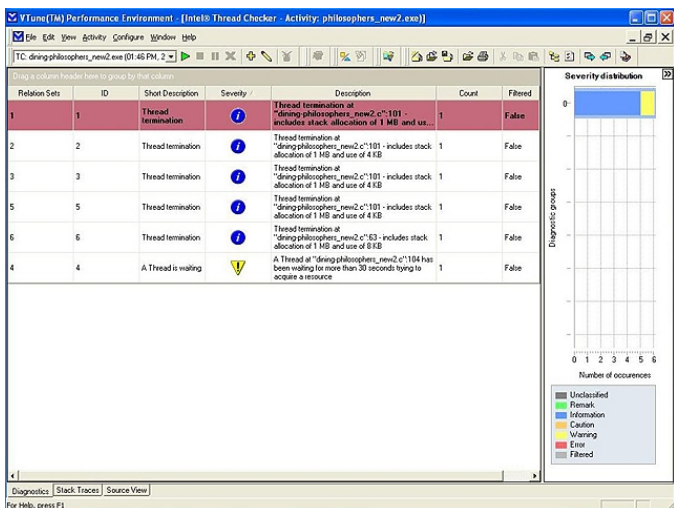 VTune(TM) Performance Environment - [Intel® Thread Checker - Activity: philosophers_new2.exe)]
File Edit View Activity Configure Window Help
TC: dining-philosophers_new2.exe (01:46 PM, 2
Drag a column header here to group by that column
Relation Sets ID Short Description Severity Description Count Filtered
1 1 Thread termination Thread termination at "dining-philosophers_new2.c":101 - includes stack allocation of 1 MB and us... 1 False
2 2 Thread termination Thread termination at "dining-philosophers_new2.c":101 - includes stack allocation of 1 MB and use of 4 KB 1 False
3 3 Thread termination Thread termination at "dining-philosophers_new2.c":101 - includes stack allocation of 1 MB and use of 4 KB 1 False
5 5 Thread termination Thread termination at "dining-philosophers_new2.c":101 - includes stack allocation of 1 MB and use of 4 KB 1 False
6 6 Thread termination Thread termination at "dining-philosophers_new2.c":63 - includes stack allocation of 1 MB and use of 8 KB 1 False
4 4 A Thread is waiting A Thread at "dining-philosophers_new2.c":104 has been waiting for more than 30 seconds trying to acquire a resource 1 False
Severity distribution
0
Diagnostic groups
0 1 2 3 4 5 6
Number of occurences
Unclassified
Remark
Information
Caution
Warning
Error
Filtered
Diagnostics Stack Traces Source View
For Help, press F1